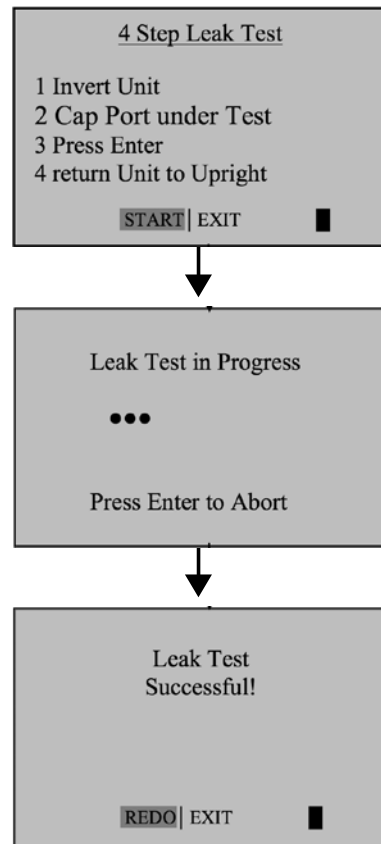 4 Step Leak Test
1 Invert Unit
2 Cap Port under Test
3 Press Enter
4 return Unit to Upright
START| EXIT
Leak Test in Progress
•••
Press Enter to Abort
Leak Test
Successful!
REDO| EXIT